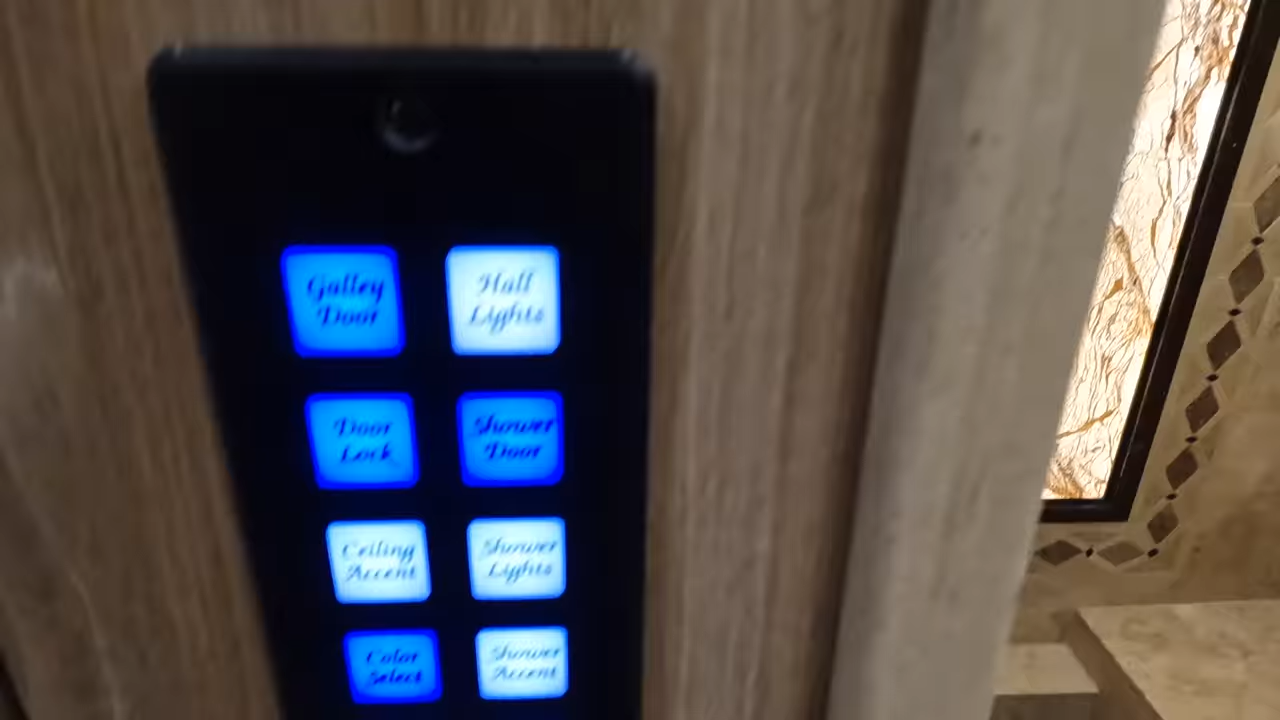 Galley
Door
Hall
Lights
Door
Lock
Shower
Door
Ceiling
Accent
Shower
Lights
Color
Select
Shower
Accent